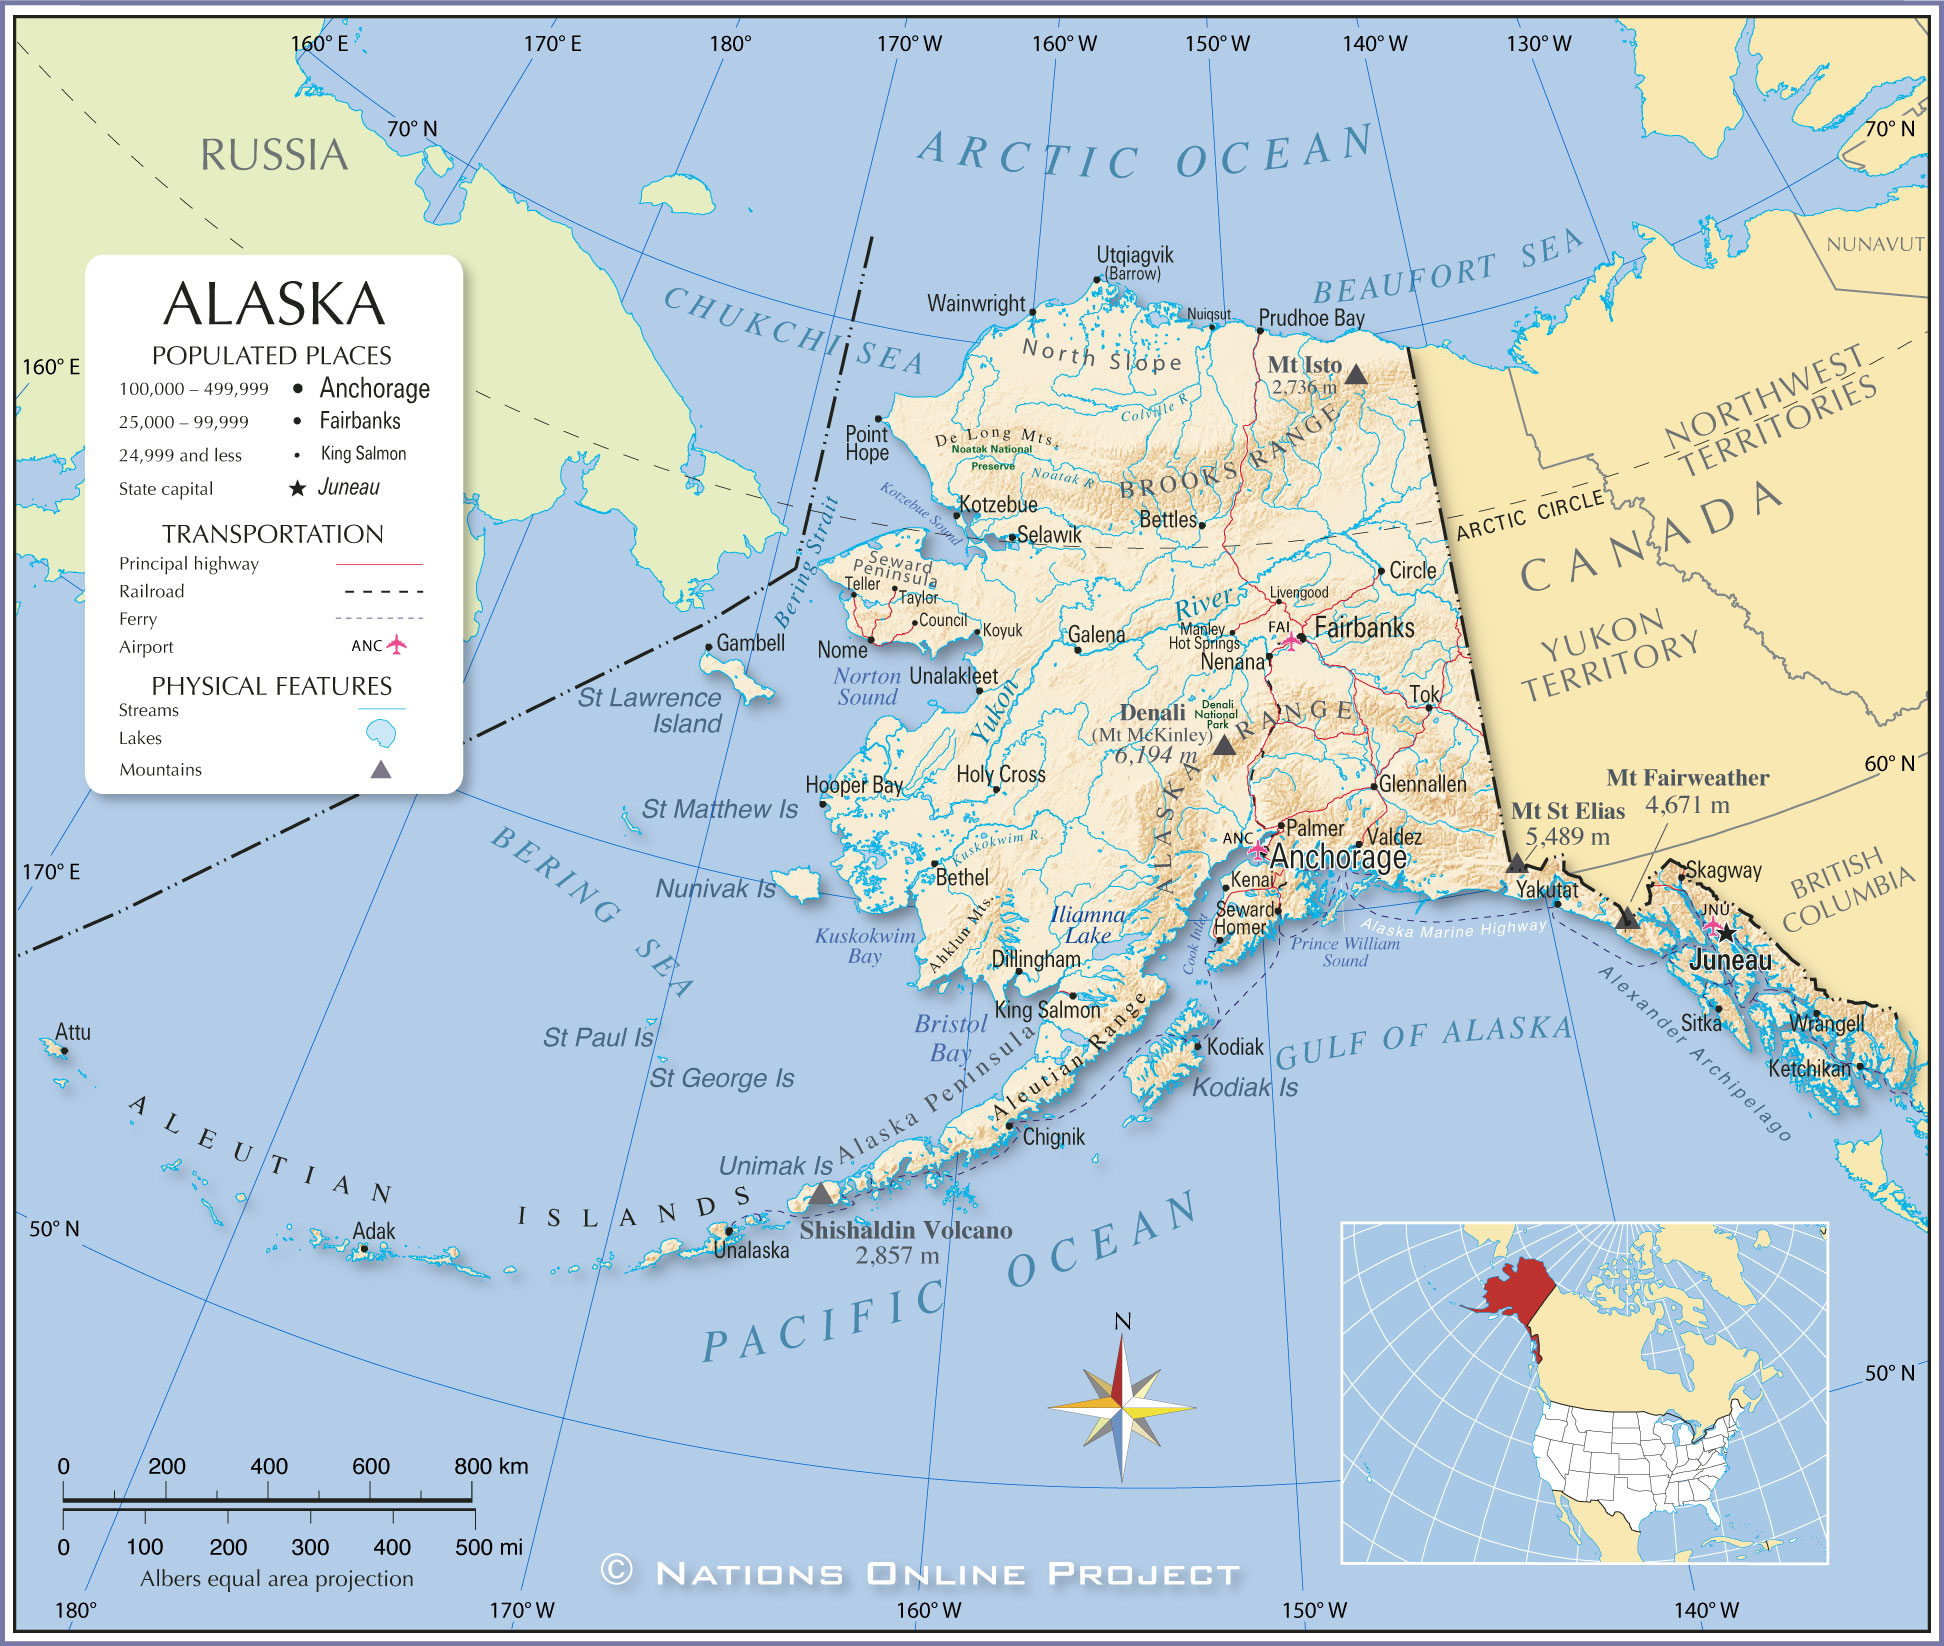 160° E
170° E
180°
170° W
160° W
150° W
140° W
130° W
70° N
70° N
RUSSIA
ARCTIC OCEAN
BEAUFORT SEA
CHUKCHI SEA
NUNAVUT
ALASKA
POPULATED PLACES
100,000 – 499,999 Anchorage
25,000 – 99,999 Fairbanks
24,999 and less King Salmon
State capital Juneau
TRANSPORTATION
Principal highway
Railroad
Ferry
Airport ANC
PHYSICAL FEATURES
Streams
Lakes
Mountains
160° E
170° E
Utqiagvik
(Barrow)
Wainwright
Nuiqsut
Prudhoe Bay
North Slope
Mt Isto
2,736 m
Colville R
Point
Hope
De Long Mts.
Noatak National
Preserve
Noatak R
BROOKS RANGE
Kotzebue Sound
Kotzebue
Selawik
Bettles
ARCTIC CIRCLE
NORTHWEST
TERRITORIES
CANADA
YUKON
TERRITORY
Bering Strait
Seward
Peninsula
Teller
Taylor
Council
Koyuk
Nome
Norton
Sound
Unalakleet
Galena
Yukon
River
Circle
Livengood
Manley
Hot Springs
FAI
Fairbanks
Nenana
Tok
Gambell
St Lawrence
Island
Denali
(Mt McKinley)
6,194 m
Denali
National
Park
ALASKA RANGE
60° N
Mt Fairweather
4,671 m
Mt St Elias
5,489 m
Hooper Bay
Holy Cross
Glennallen
St Matthew Is
Kuskokwim R.
ANC
Palmer
Anchorage
Valdez
BERING SEA
Nunivak Is
Bethel
Kenai
Yakutat
Skagway
BRITISH
COLUMBIA
Kuskokwim
Bay
Ahklun Mts.
Iliamna
Lake
Seward
Homer
Cook Inlet
Prince William
Sound
Alaska Marine Highway
JNU
Juneau
Dillingham
King Salmon
Alexander Archipelago
Sitka
Wrangell
Ketchikan
Attu
St Paul Is
Bristol
Bay
St George Is
Alaska Peninsula
Aleutian Range
Kodiak
Kodiak Is
GULF OF ALASKA
ALEUTIAN ISLANDS
Chignik
Unimak Is
50° N
Adak
Unalaska
Shishaldin Volcano
2,857 m
PACIFIC OCEAN
N
50° N
0 200 400 600 800 km
0 100 200 300 400 500 mi
Albers equal area projection
© NATIONS ONLINE PROJECT
180°
170° W
160° W
150° W
140° W